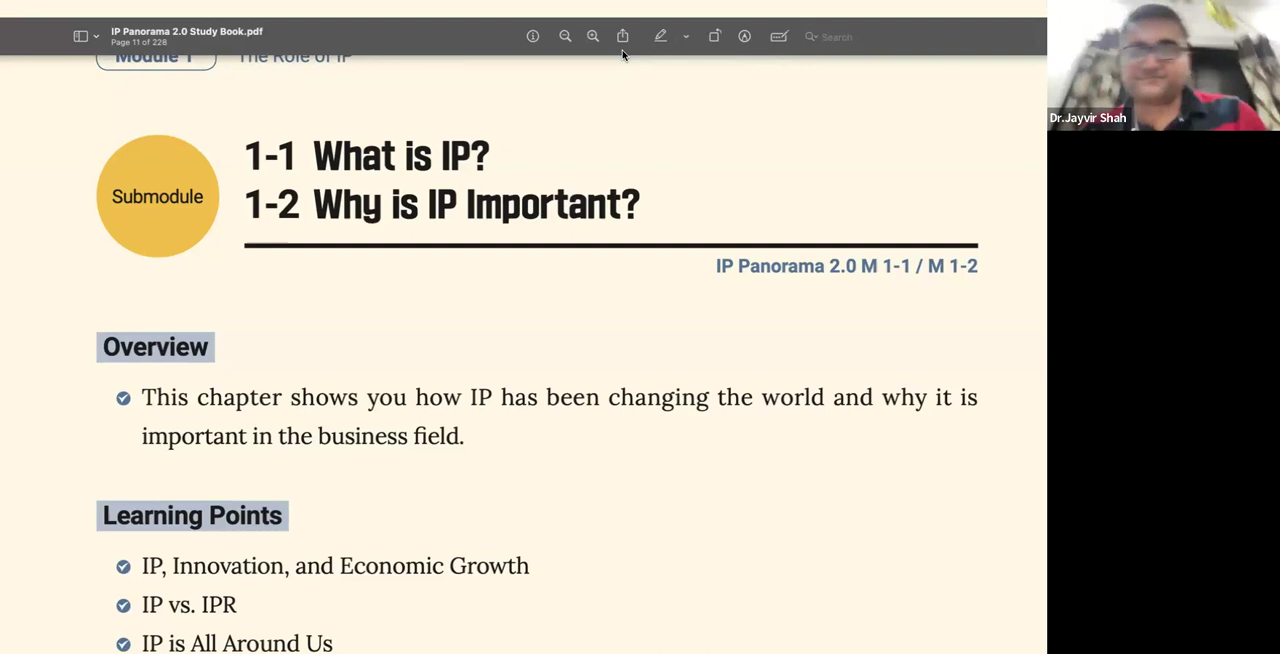 IP Panorama 2.0 Study Book.pdf
Page 11 of 228
Search
Module 1 The Role of IP
Dr.Jayvir Shah
Submodule
1-1 What is IP?
1-2 Why is IP Important?
IP Panorama 2.0 M 1-1 / M 1-2
Overview
This chapter shows you how IP has been changing the world and why it is
important in the business field.
Learning Points
IP, Innovation, and Economic Growth
IP vs. IPR
IP is All Around Us